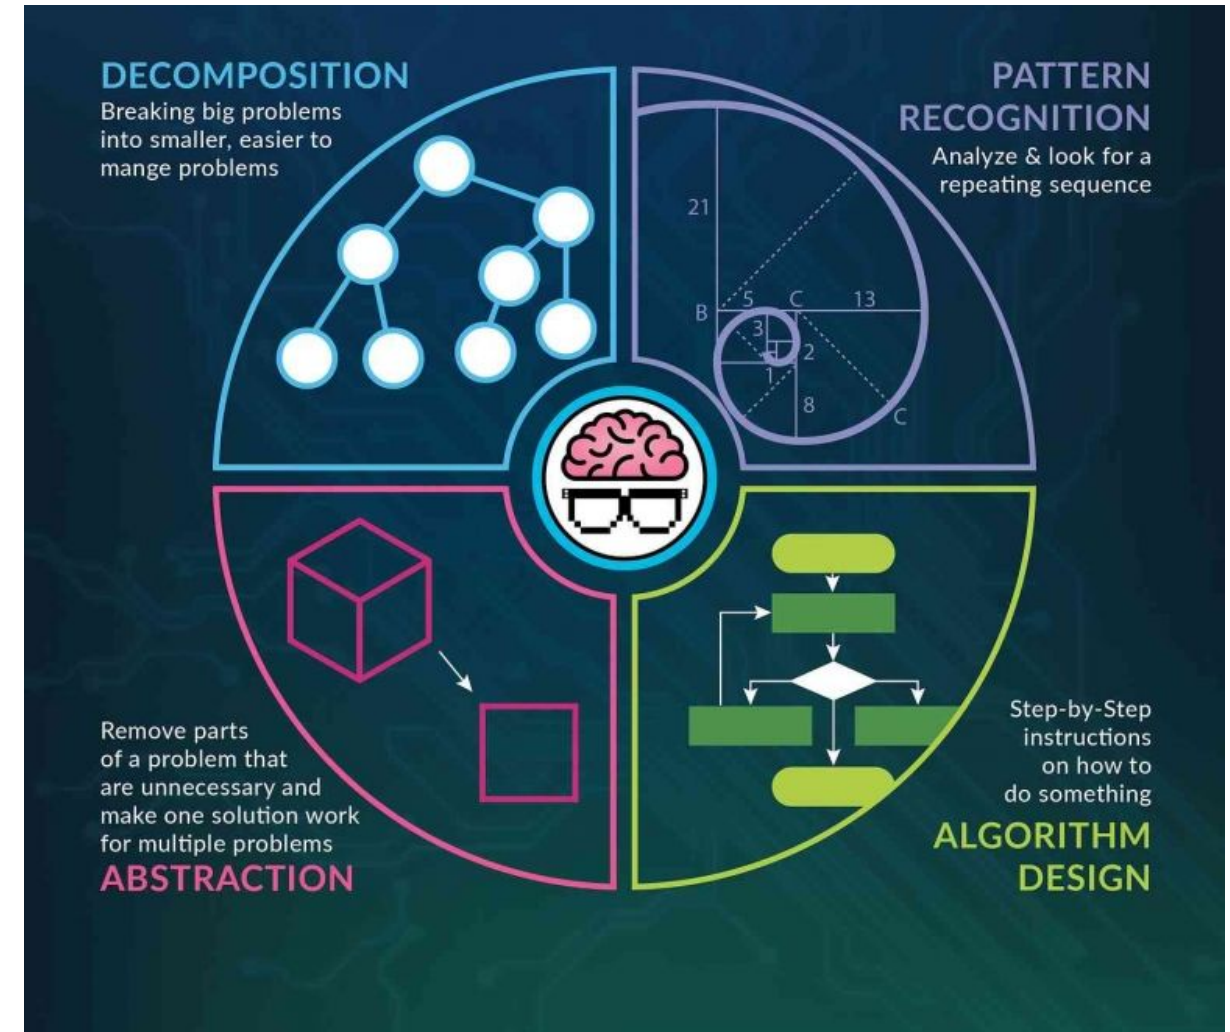 DECOMPOSITION
Breaking big problems
into smaller, easier to
mange problems
PATTERN
RECOGNITION
Analyze & look for a
repeating sequence
21
B
5
C
13
3
2
1
8
C
Remove parts
of a problem that
are unnecessary and
make one solution work
for multiple problems
ABSTRACTION
Step-by-Step
instructions
on how to
do something
ALGORITHM
DESIGN